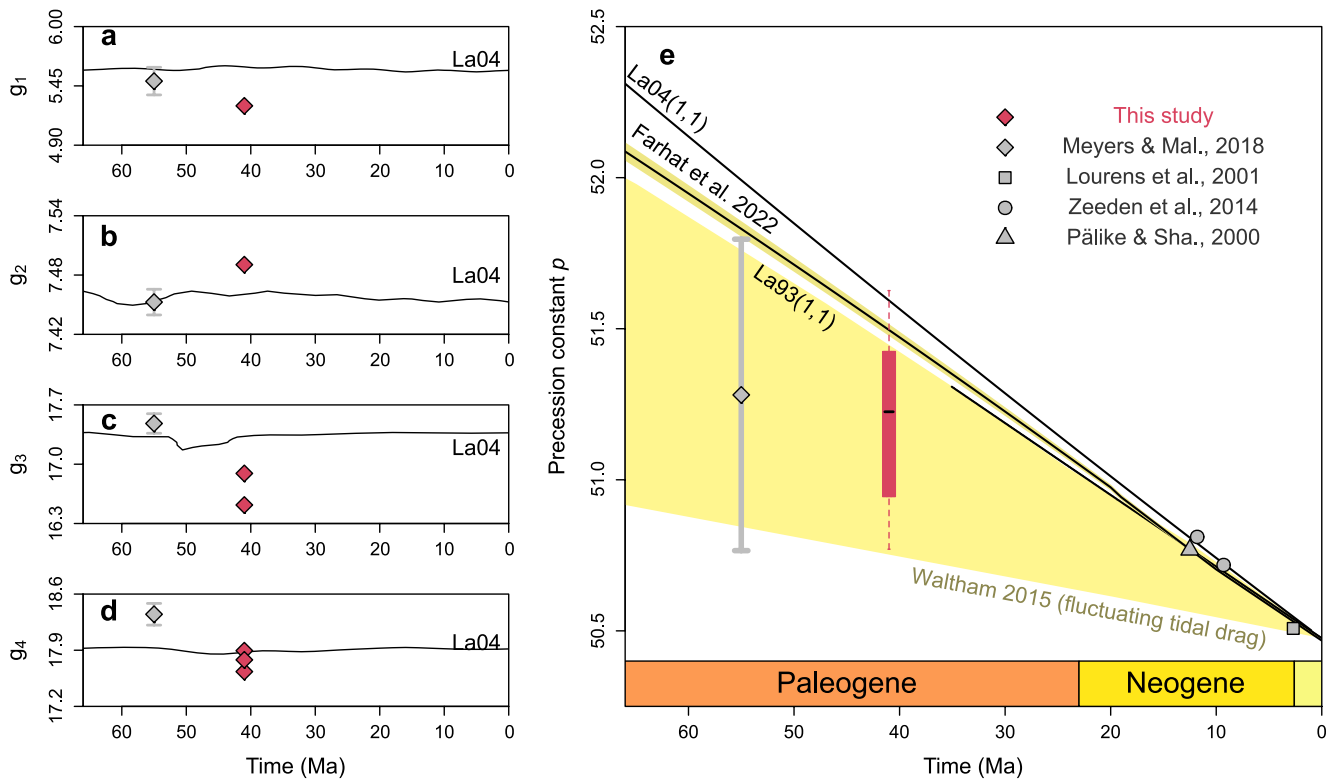 a
La04
g1
6.00
5.45
4.90
60
50
40
30
20
10
0
b
La04
g2
7.54
7.48
7.42
60
50
40
30
20
10
0
c
La04
g3
17.7
17.0
16.3
60
50
40
30
20
10
0
d
La04
g4
18.6
17.9
17.2
60
50
40
30
20
10
0
Time (Ma)
e
Precession constant p
52.5
52.0
51.5
51.0
50.5
La04(1,1)
Farhat et al. 2022
La93(1,1)
Waltham 2015 (fluctuating tidal drag)
This study
Meyers & Mal., 2018
Lourens et al., 2001
Zeeden et al., 2014
Pälike & Sha., 2000
Paleogene
Neogene
60
40
20
10
0
Time (Ma)